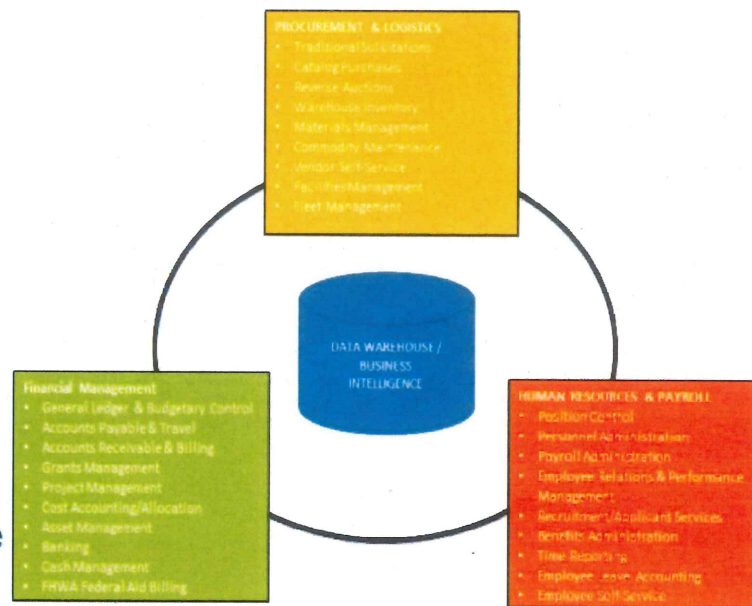 PROCUREMENT & LOGISTICS
• Traditional Solicitations
• Catalog Purchases
• Reverse Auctions
• Warehouse Inventory
• Materials Management
• Commodity Maintenance
• Vendor Self-Service
• Facilities Management
• Fleet Management
DATA WAREHOUSE /
BUSINESS
INTELLIGENCE
Financial Management
• General Ledger & Budgetary Control
• Accounts Payable & Travel
• Accounts Receivable & Billing
• Grants Management
• Project Management
• Cost Accounting/Allocation
• Asset Management
• Banking
• Cash Management
• FHWA Federal Aid Billing
HUMAN RESOURCES & PAYROLL
• Position Control
• Personnel Administration
• Payroll Administration
• Employee Relations & Performance
Management
• Recruitment/Applicant Services
• Benefits Administration
• Time Reporting
• Employee Leave Accounting
• Employee Self-Service